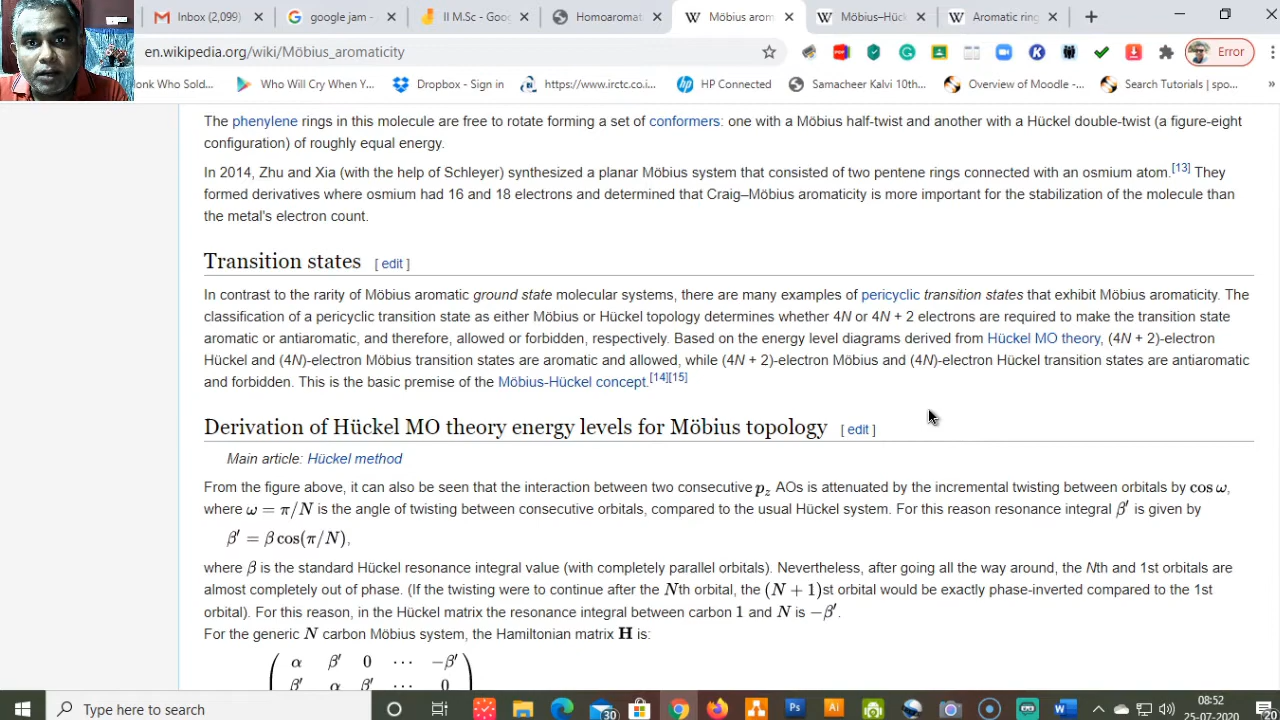 Inbox (2,099)
google jam -
II M.Sc - Goo
Homoaromat
Möbius arom
Möbius–Hück
Aromatic ring
en.wikipedia.org/wiki/Möbius_aromaticity
Error
onk Who Sold...
Who Will Cry When Y...
Dropbox - Sign in
https://www.irctc.co.i...
HP Connected
Samacheer Kalvi 10th...
Overview of Moodle -...
Search Tutorials | spo...
»
The phenylene rings in this molecule are free to rotate forming a set of conformers: one with a Möbius half-twist and another with a Hückel double-twist (a figure-eight
configuration) of roughly equal energy.
In 2014, Zhu and Xia (with the help of Schleyer) synthesized a planar Möbius system that consisted of two pentene rings connected with an osmium atom.[13] They
formed derivatives where osmium had 16 and 18 electrons and determined that Craig–Möbius aromaticity is more important for the stabilization of the molecule than
the metal's electron count.
Transition states [ edit ]
In contrast to the rarity of Möbius aromatic ground state molecular systems, there are many examples of pericyclic transition states that exhibit Möbius aromaticity. The
classification of a pericyclic transition state as either Möbius or Hückel topology determines whether 4N or 4N + 2 electrons are required to make the transition state
aromatic or antiaromatic, and therefore, allowed or forbidden, respectively. Based on the energy level diagrams derived from Hückel MO theory, (4N + 2)-electron
Hückel and (4N)-electron Möbius transition states are aromatic and allowed, while (4N + 2)-electron Möbius and (4N)-electron Hückel transition states are antiaromatic
and forbidden. This is the basic premise of the Möbius-Hückel concept.[14][15]
Derivation of Hückel MO theory energy levels for Möbius topology [ edit ]
Main article: Hückel method
From the figure above, it can also be seen that the interaction between two consecutive p_z AOs is attenuated by the incremental twisting between orbitals by cos ω,
where ω = π/N is the angle of twisting between consecutive orbitals, compared to the usual Hückel system. For this reason resonance integral β′ is given by
β′ = β cos(π/N),
where β is the standard Hückel resonance integral value (with completely parallel orbitals). Nevertheless, after going all the way around, the Nth and 1st orbitals are
almost completely out of phase. (If the twisting were to continue after the Nth orbital, the (N + 1)st orbital would be exactly phase-inverted compared to the 1st
orbital). For this reason, in the Hückel matrix the resonance integral between carbon 1 and N is −β′.
For the generic N carbon Möbius system, the Hamiltonian matrix H is:
α β′ 0 ⋯ −β′
β′ α β′ ⋯ 0
Type here to search
30
08:52
25-07-2020